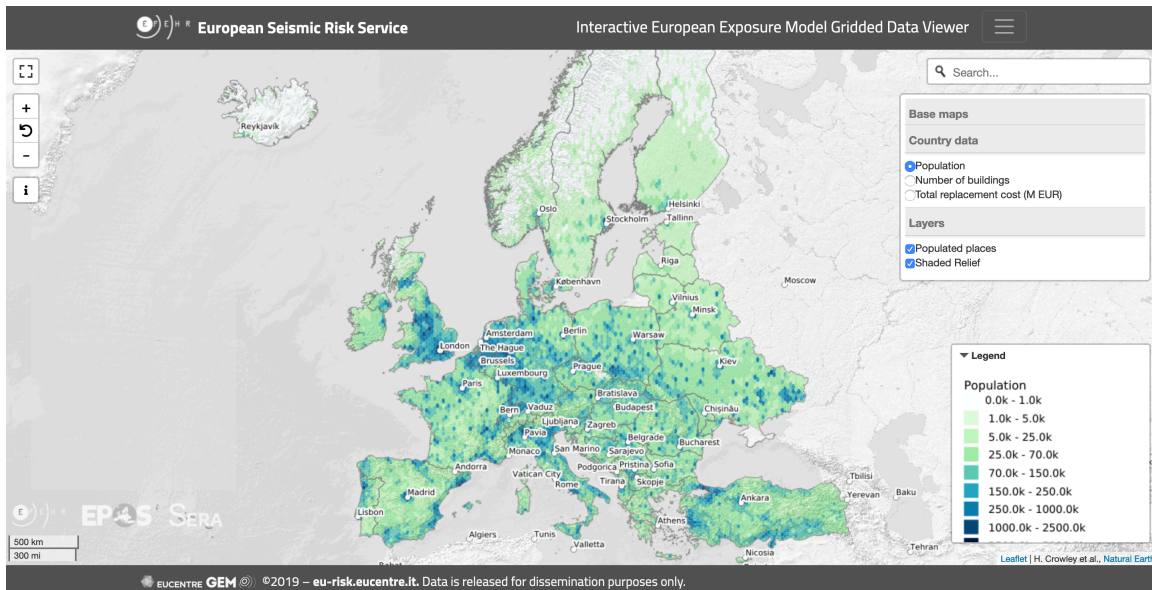 E F E H R European Seismic Risk Service
Interactive European Exposure Model Gridded Data Viewer
Search...
+
-
i
Base maps
Country data
Population
Number of buildings
Total replacement cost (M EUR)
Layers
Populated places
Shaded Relief
Reykjavík
Oslo
Helsinki
Stockholm
Tallinn
Riga
København
Moscow
Vilnius
Minsk
Amsterdam
Berlin
Warsaw
London
The Hague
Brussels
Kiev
Luxembourg
Prague
Paris
Bratislava
Bern
Vaduz
Budapest
Chișinău
Ljubljana
Zagreb
Pavia
Belgrade
Bucharest
Monaco
San Marino
Sarajevo
Andorra
Podgorica
Pristina
Sofia
Vatican City
Rome
Tirana
Skopje
Madrid
Ankara
Tbilisi
Yerevan
Baku
Lisbon
Athens
Algiers
Tunis
Valletta
Nicosia
Tehran
Legend
Population
0.0k - 1.0k
1.0k - 5.0k
5.0k - 25.0k
25.0k - 70.0k
70.0k - 150.0k
150.0k - 250.0k
250.0k - 1000.0k
1000.0k - 2500.0k
E F E H R EPOS SERA
500 km
300 mi
Leaflet | H. Crowley et al., Natural Earth
EUCENTRE GEM ©2019 – eu-risk.eucentre.it. Data is released for dissemination purposes only.